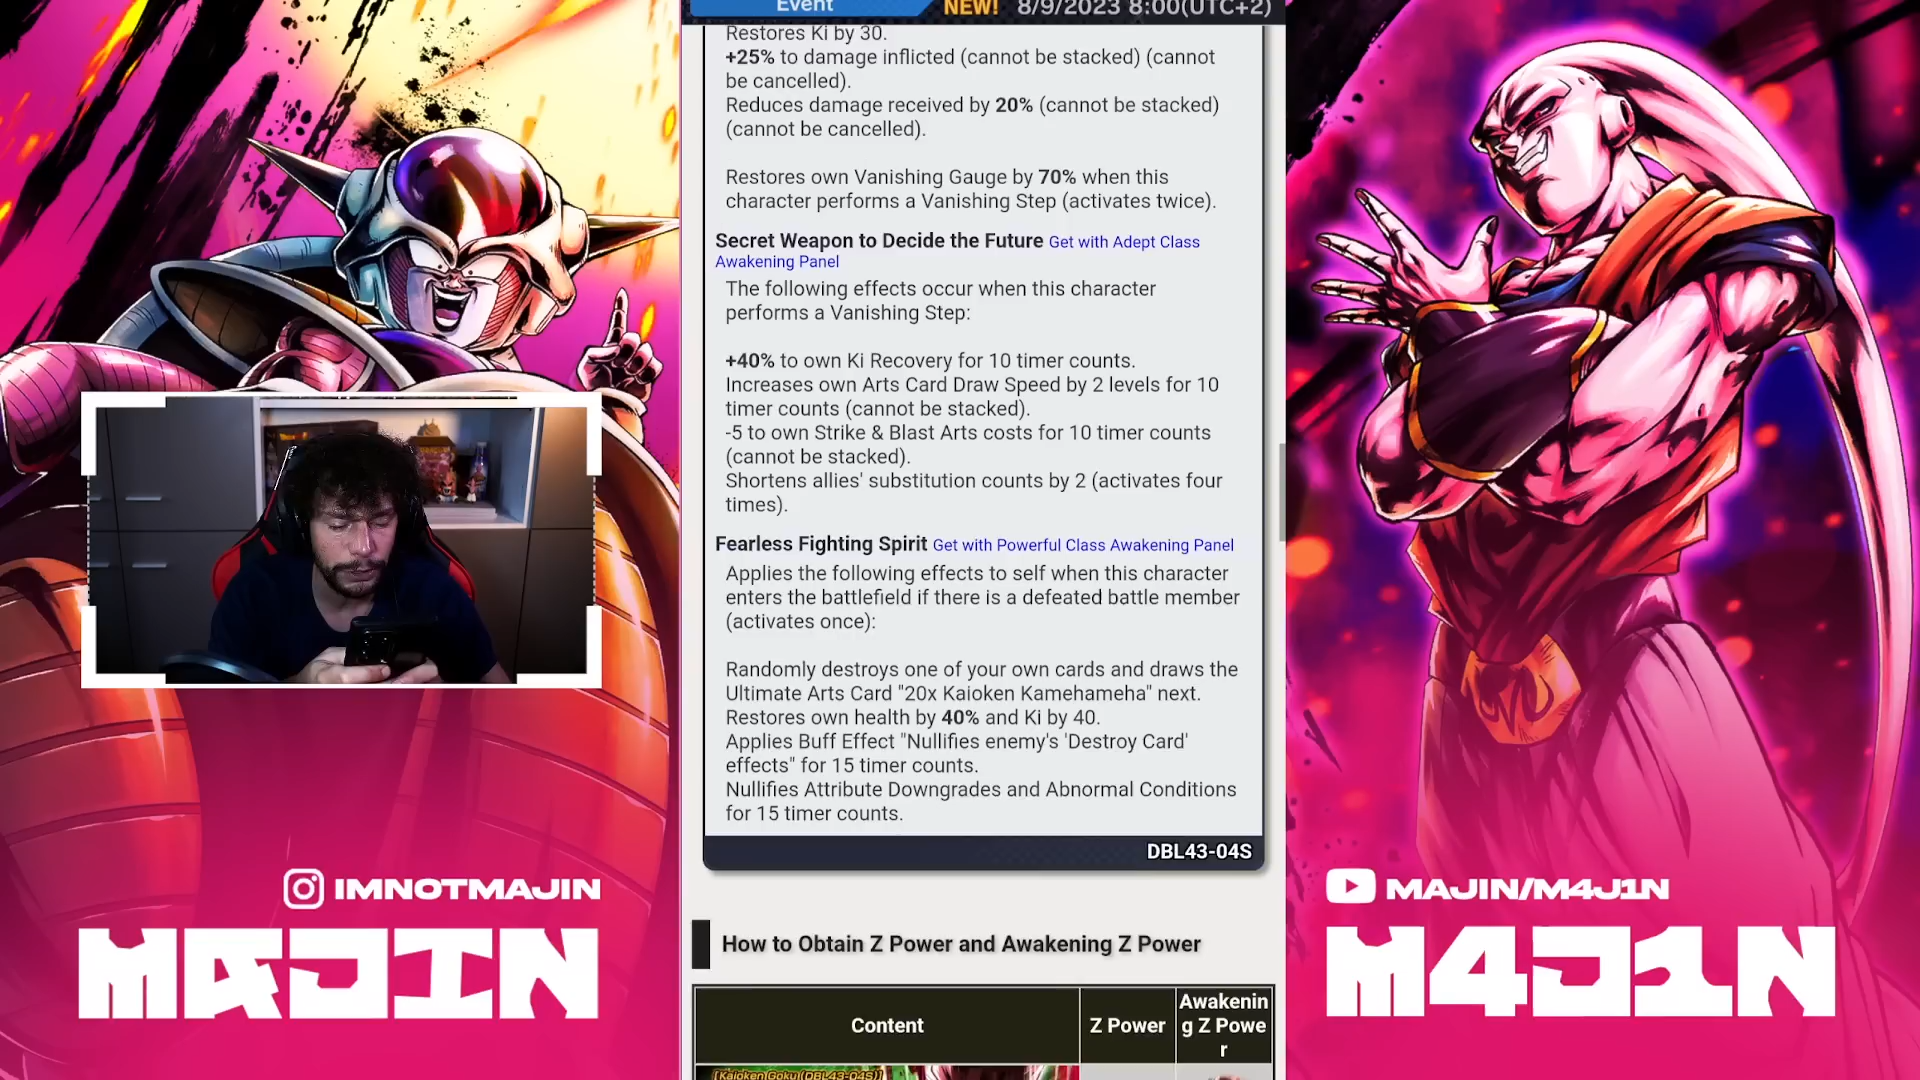 Event NEW! 8/9/2023 8:00(UTC+2)
Restores Ki by 30.
+25% to damage inflicted (cannot be stacked) (cannot
be cancelled).
Reduces damage received by 20% (cannot be stacked)
(cannot be cancelled).
Restores own Vanishing Gauge by 70% when this
character performs a Vanishing Step (activates twice).
Secret Weapon to Decide the Future Get with Adept Class
Awakening Panel
The following effects occur when this character
performs a Vanishing Step:
+40% to own Ki Recovery for 10 timer counts.
Increases own Arts Card Draw Speed by 2 levels for 10
timer counts (cannot be stacked).
-5 to own Strike & Blast Arts costs for 10 timer counts
(cannot be stacked).
Shortens allies' substitution counts by 2 (activates four
times).
Fearless Fighting Spirit Get with Powerful Class Awakening Panel
Applies the following effects to self when this character
enters the battlefield if there is a defeated battle member
(activates once):
Randomly destroys one of your own cards and draws the
Ultimate Arts Card "20x Kaioken Kamehameha" next.
Restores own health by 40% and Ki by 40.
Applies Buff Effect "Nullifies enemy's 'Destroy Card'
effects" for 15 timer counts.
Nullifies Attribute Downgrades and Abnormal Conditions
for 15 timer counts.
DBL43-04S
How to Obtain Z Power and Awakening Z Power
Content
Z Power
Awakenin
g Z Powe
r
[Kaioken Goku (DBL43-04S)]
IMNOTMAJIN
MAJIN
MAJIN/M4J1N
M4J1N